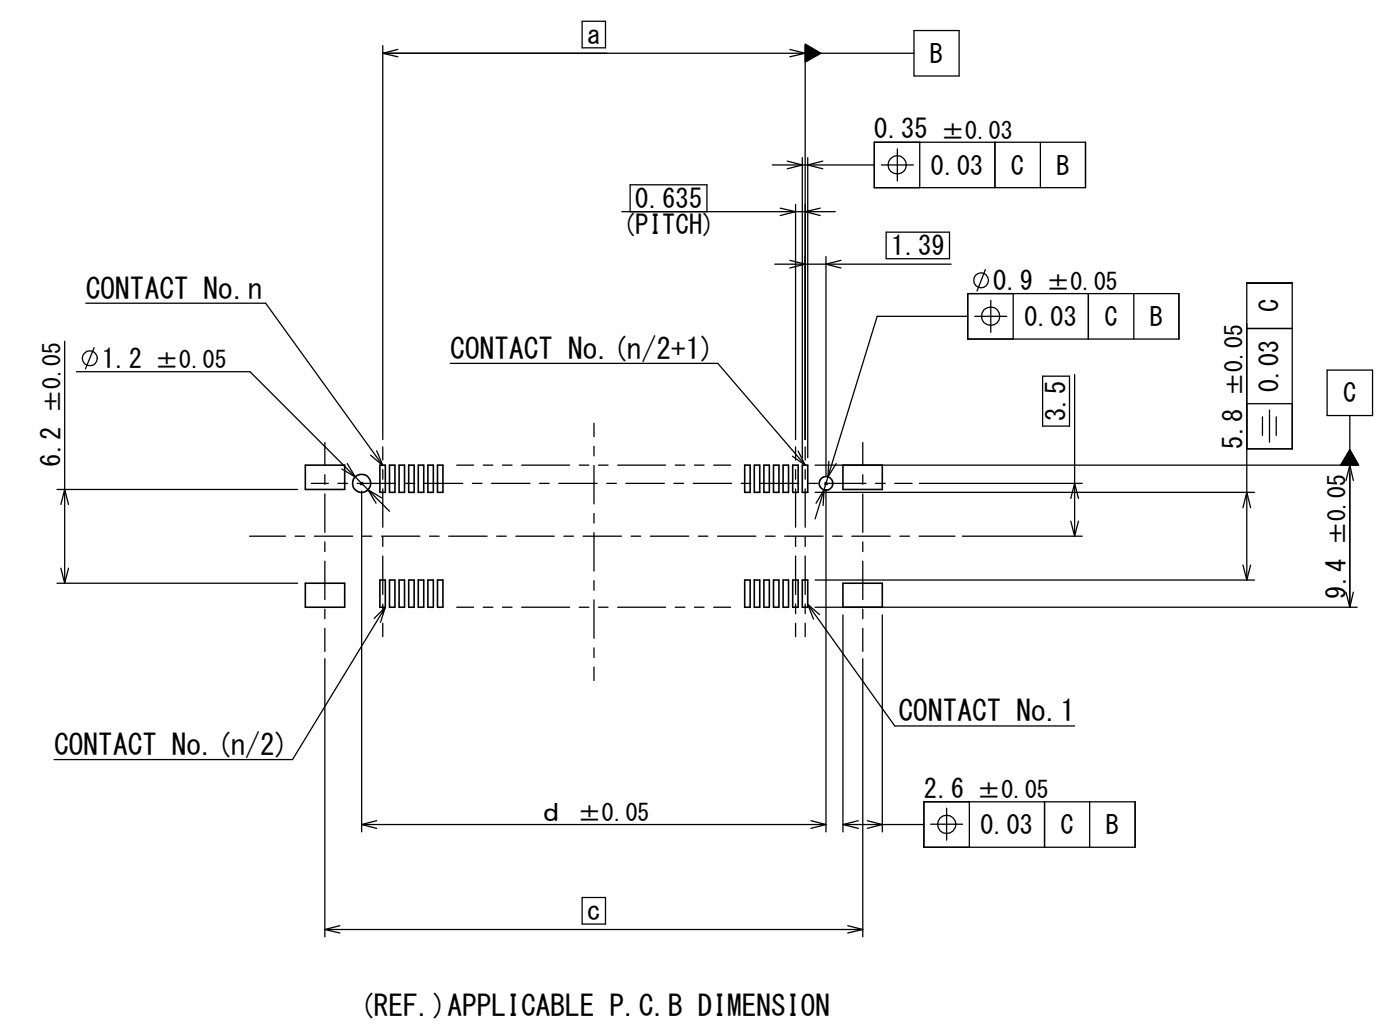 a
B
0.35 ±0.03
⌖ 0.03 C B
0.635
(PITCH)
1.39
CONTACT No.n
∅0.9 ±0.05
⌖ 0.03 C B
CONTACT No.(n/2+1)
∅1.2 ±0.05
6.2 ±0.05
3.5
5.8 ±0.05
⌯ 0.03 C
C
9.4 ±0.05
CONTACT No.1
CONTACT No.(n/2)
2.6 ±0.05
⌖ 0.03 C B
d ±0.05
c
(REF.)APPLICABLE P.C.B DIMENSION